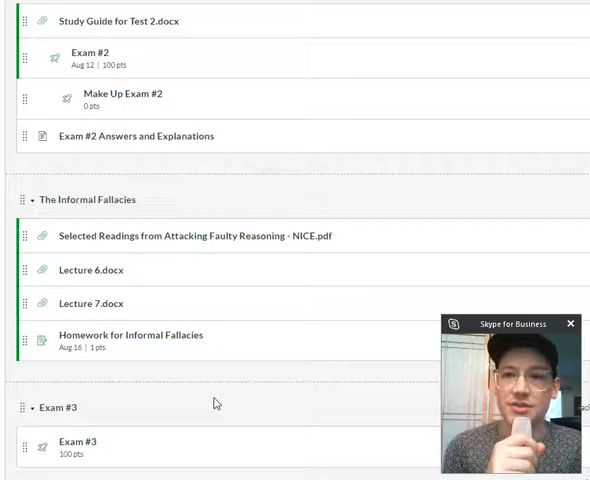 Study Guide for Test 2.docx
Exam #2
Aug 12 | 100 pts
Make Up Exam #2
0 pts
Exam #2 Answers and Explanations
The Informal Fallacies
Selected Readings from Attacking Faulty Reasoning - NICE.pdf
Lecture 6.docx
Lecture 7.docx
Homework for Informal Fallacies
Aug 16 | 1 pts
Skype for Business
Exam #3
Exam #3
100 pts